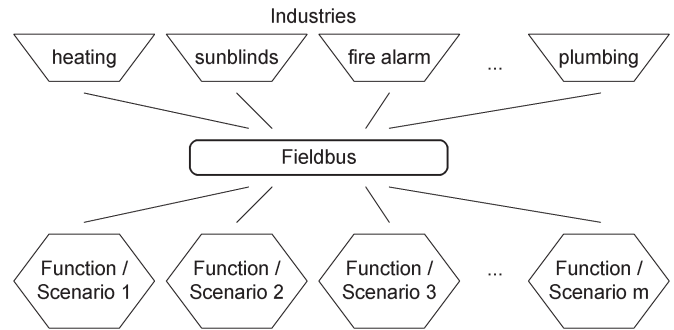 Industries
heating sunblinds fire alarm ... plumbing
Fieldbus
Function / Function / Function / ... Function /
Scenario 1 Scenario 2 Scenario 3 Scenario m